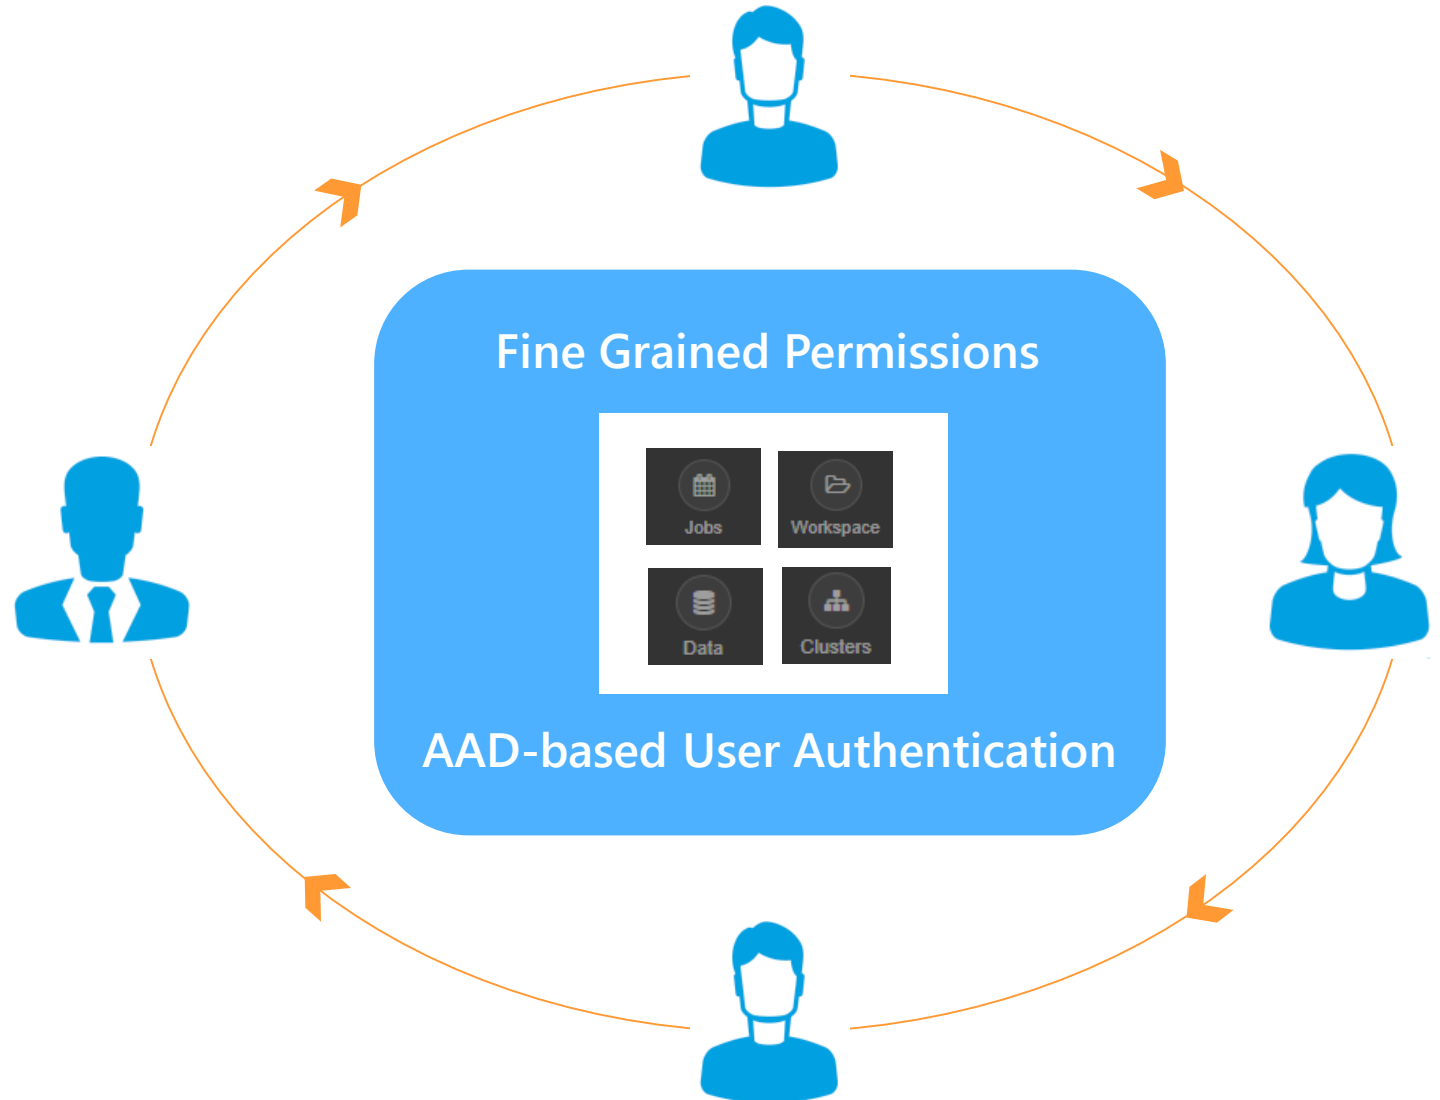 Fine Grained Permissions
Jobs
Workspace
Data
Clusters
AAD-based User Authentication